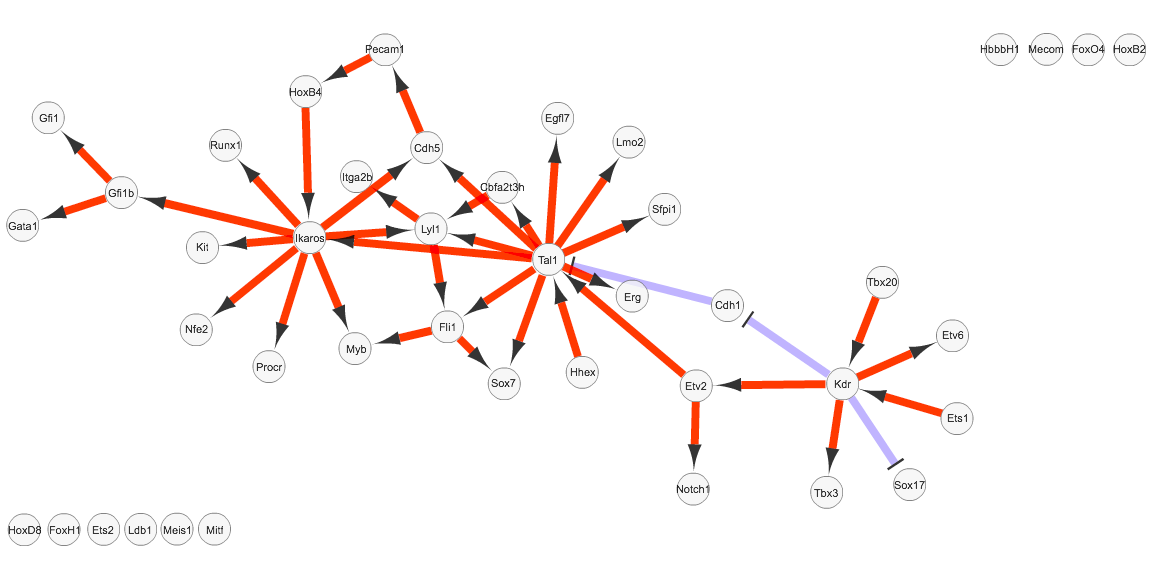 Pecam1
HbbbH1
Mecom
FoxO4
HoxB2
HoxB4
Gfi1
Egfl7
Runx1
Cdh5
Lmo2
Itga2b
Cbfa2t3h
Gfi1b
Sfpi1
Gata1
Lyl1
Ikaros
Kit
Tal1
Tbx20
Erg
Cdh1
Nfe2
Fli1
Etv6
Myb
Procr
Hhex
Sox7
Etv2
Kdr
Ets1
Notch1
Tbx3
Sox17
HoxD8
FoxH1
Ets2
Ldb1
Meis1
Mitf